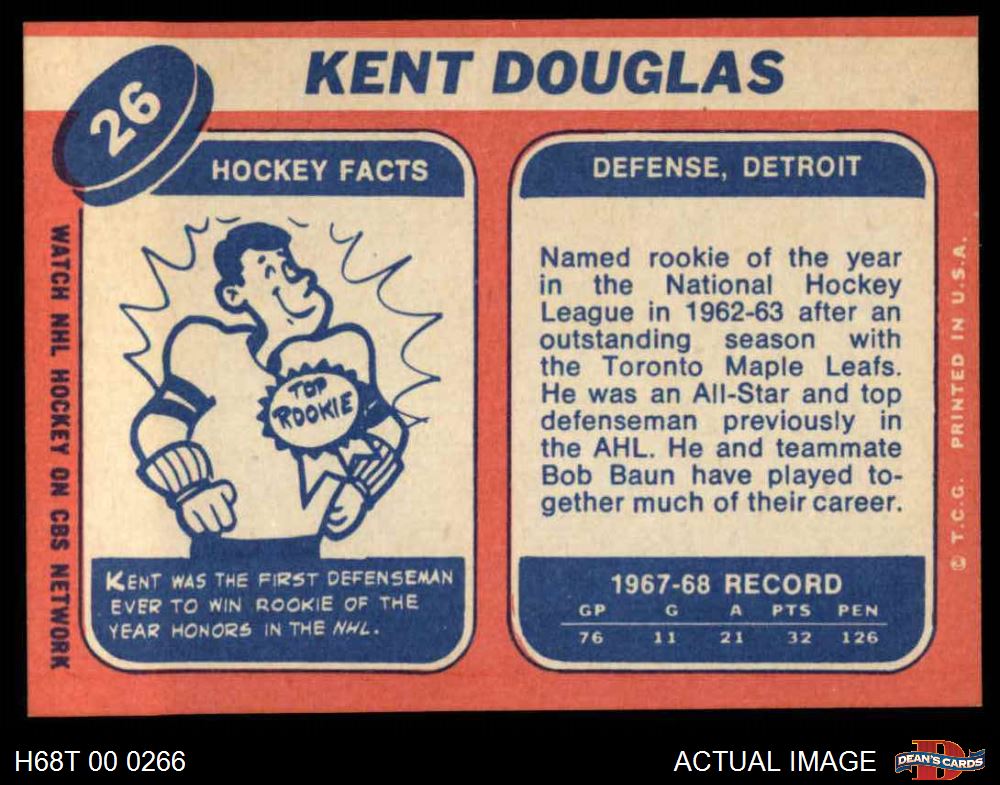 26
KENT DOUGLAS
HOCKEY FACTS
TOP
ROOKIE
KENT WAS THE FIRST DEFENSEMAN
EVER TO WIN ROOKIE OF THE
YEAR HONORS IN THE NHL.
DEFENSE, DETROIT
Named rookie of the year
in the National Hockey
League in 1962-63 after an
outstanding season with
the Toronto Maple Leafs.
He was an All-Star and top
defenseman previously in
the AHL. He and teammate
Bob Baun have played to-
gether much of their career.
1967-68 RECORD
GP G A PTS PEN
76 11 21 32 126
WATCH NHL HOCKEY ON CBS NETWORK
© T.C.G. PRINTED IN U.S.A.
H68T 00 0266
ACTUAL IMAGE
D
DEAN'S CARDS